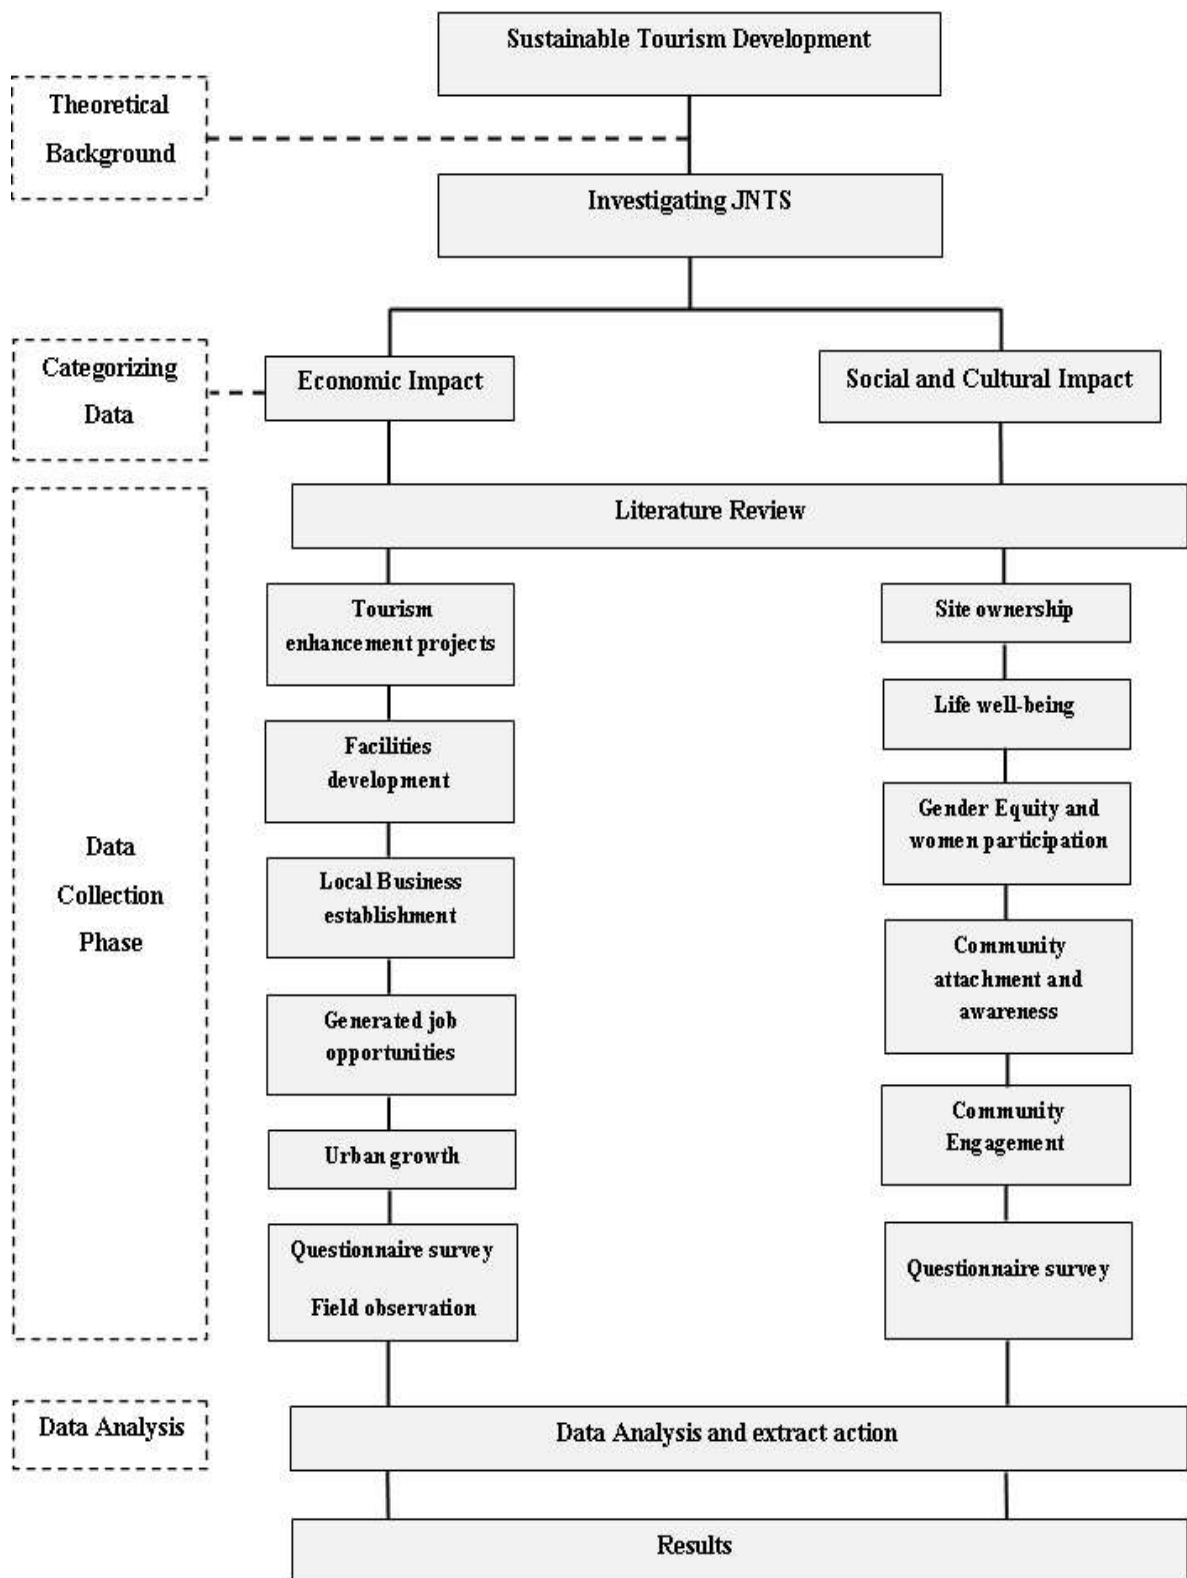 Sustainable Tourism Development
Theoretical
Background
Investigating JNTS
Categorizing
Data
Economic Impact
Social and Cultural Impact
Literature Review
Data
Collection
Phase
Tourism
enhancement projects
Facilities
development
Local Business
establishment
Generated job
opportunities
Urban growth
Questionnaire survey
Field observation
Site ownership
Life well-being
Gender Equity and
women participation
Community
attachment and
awareness
Community
Engagement
Questionnaire survey
Data Analysis
Data Analysis and extract action
Results